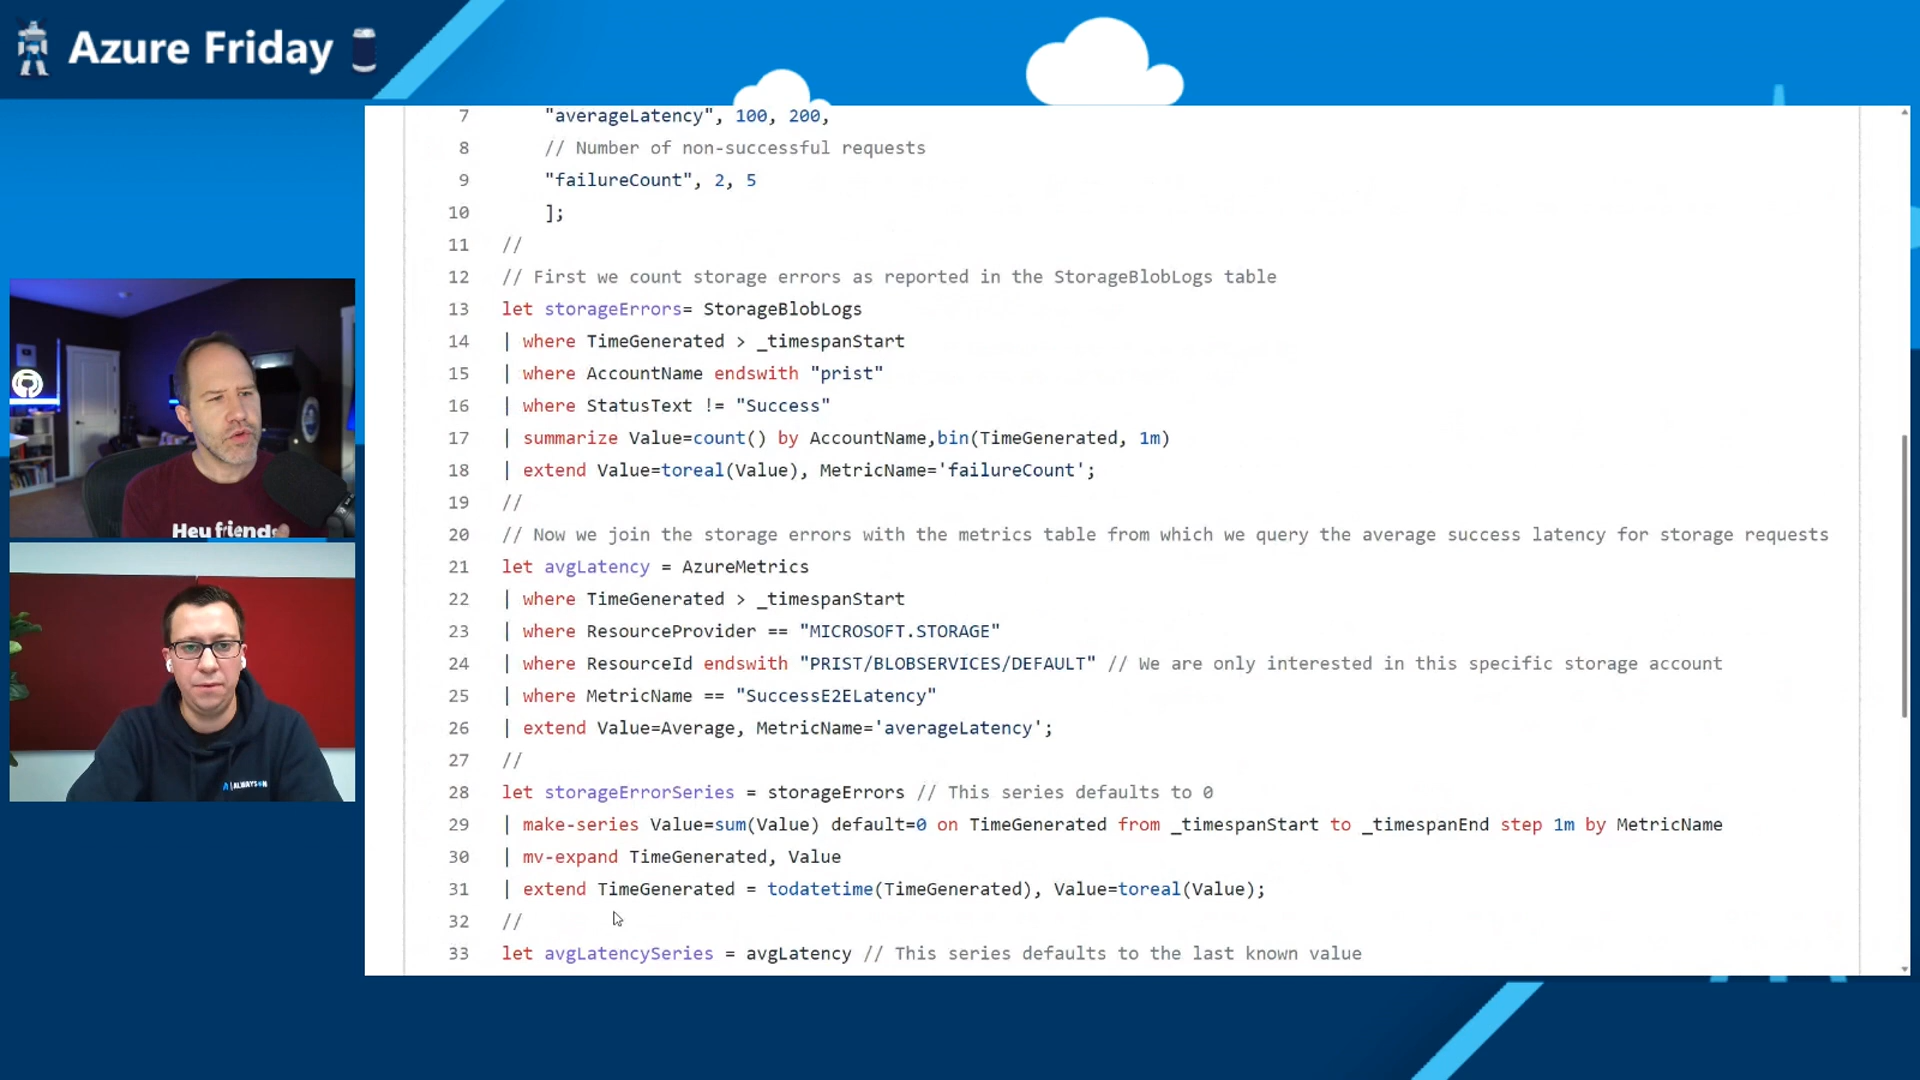 Azure Friday
7 "averageLatency", 100, 200,
8 // Number of non-successful requests
9 "failureCount", 2, 5
10 ];
11 //
12 // First we count storage errors as reported in the StorageBlobLogs table
13 let storageErrors= StorageBlobLogs
14 | where TimeGenerated > _timespanStart
15 | where AccountName endswith "prist"
16 | where StatusText != "Success"
17 | summarize Value=count() by AccountName,bin(TimeGenerated, 1m)
18 | extend Value=toreal(Value), MetricName='failureCount';
19 //
20 // Now we join the storage errors with the metrics table from which we query the average success latency for storage requests
21 let avgLatency = AzureMetrics
22 | where TimeGenerated > _timespanStart
23 | where ResourceProvider == "MICROSOFT.STORAGE"
24 | where ResourceId endswith "PRIST/BLOBSERVICES/DEFAULT" // We are only interested in this specific storage account
25 | where MetricName == "SuccessE2ELatency"
26 | extend Value=Average, MetricName='averageLatency';
27 //
28 let storageErrorSeries = storageErrors // This series defaults to 0
29 | make-series Value=sum(Value) default=0 on TimeGenerated from _timespanStart to _timespanEnd step 1m by MetricName
30 | mv-expand TimeGenerated, Value
31 | extend TimeGenerated = todatetime(TimeGenerated), Value=toreal(Value);
32 //
33 let avgLatencySeries = avgLatency // This series defaults to the last known value
Hey friends
ALWAYSON